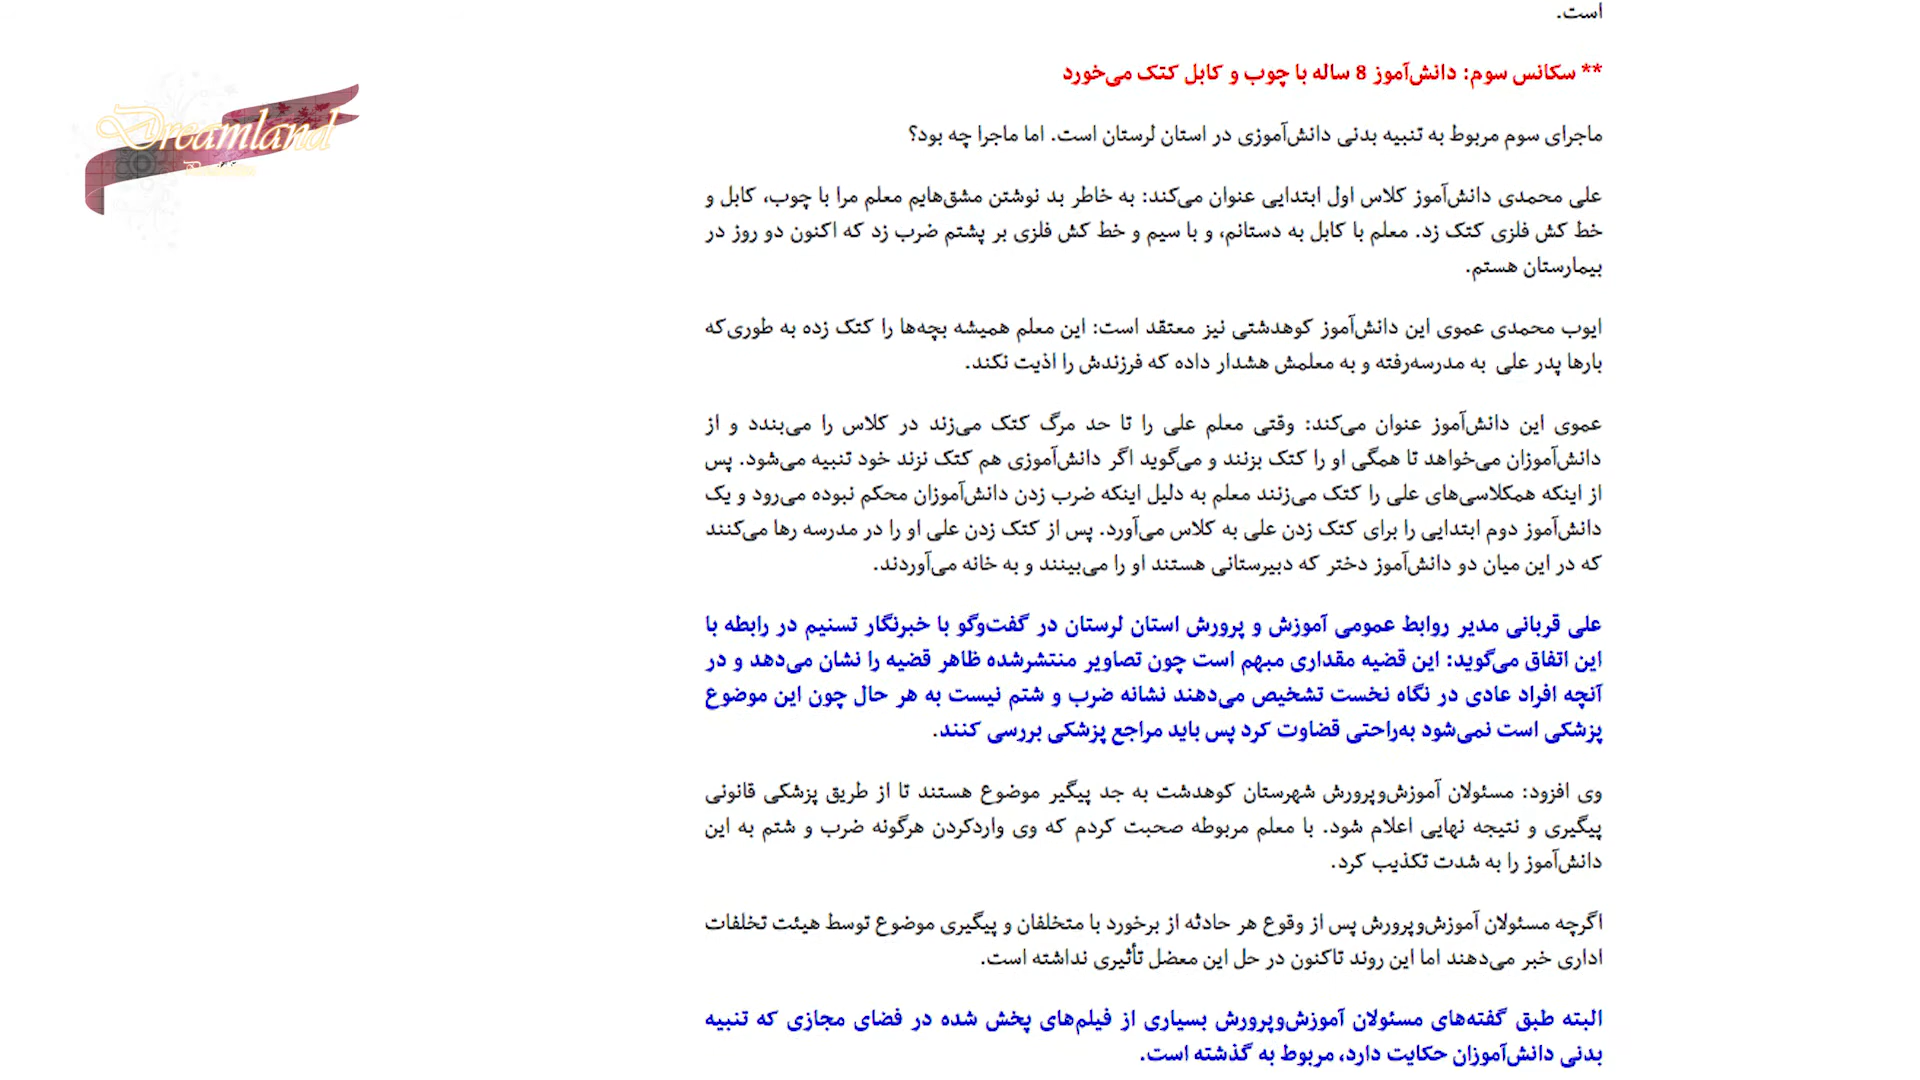 است.
** سکانس سوم: دانش‌آموز 8 ساله با چوب و کابل کتک می‌خورد
Dreamland
ماجرای سوم مربوط به تنبیه بدنی دانش‌آموزی در استان لرستان است. اما ماجرا چه بود؟
علی محمدی دانش‌آموز کلاس اول ابتدایی عنوان می‌کند: به خاطر بد نوشتن مشق‌هایم معلم مرا با چوب، کابل و
خط کش فلزی کتک زد. معلم با کابل به دستانم، و با سیم و خط کش فلزی بر پشتم ضرب زد که اکنون دو روز در
بیمارستان هستم.
ایوب محمدی عموی این دانش‌آموز کوهدشتی نیز معتقد است: این معلم همیشه بچه‌ها را کتک زده به طوری‌که
بارها پدر علی به مدرسه‌رفته و به معلمش هشدار داده که فرزندش را اذیت نکند.
عموی این دانش‌آموز عنوان می‌کند: وقتی معلم علی را تا حد مرگ کتک می‌زند در کلاس را می‌بندد و از
دانش‌آموزان می‌خواهد تا همگی او را کتک بزنند و می‌گوید اگر دانش‌آموزی هم کتک نزند خود تنبیه می‌شود. پس
از اینکه همکلاسی‌های علی را کتک می‌زنند معلم به دلیل اینکه ضرب زدن دانش‌آموزان محکم نبوده می‌رود و یک
دانش‌آموز دوم ابتدایی را برای کتک زدن علی به کلاس می‌آورد. پس از کتک زدن علی او را در مدرسه رها می‌کنند
که در این میان دو دانش‌آموز دختر که دبیرستانی هستند او را می‌بینند و به خانه می‌آوردند.
علی قربانی مدیر روابط عمومی آموزش و پرورش استان لرستان در گفت‌وگو با خبرنگار تسنیم در رابطه با
این اتفاق می‌گوید: این قضیه مقداری مبهم است چون تصاویر منتشرشده ظاهر قضیه را نشان می‌دهد و در
آنچه افراد عادی در نگاه نخست تشخیص می‌دهند نشانه ضرب و شتم نیست به هر حال چون این موضوع
پزشکی است نمی‌شود به‌راحتی قضاوت کرد پس باید مراجع پزشکی بررسی کنند.
وی افزود: مسئولان آموزش‌وپرورش شهرستان کوهدشت به جد پیگیر موضوع هستند تا از طریق پزشکی قانونی
پیگیری و نتیجه نهایی اعلام شود. با معلم مربوطه صحبت کردم که وی واردکردن هرگونه ضرب و شتم به این
دانش‌آموز را به شدت تکذیب کرد.
اگرچه مسئولان آموزش‌وپرورش پس از وقوع هر حادثه از برخورد با متخلفان و پیگیری موضوع توسط هیئت تخلفات
اداری خبر می‌دهند اما این روند تاکنون در حل این معضل تأثیری نداشته است.
البته طبق گفته‌های مسئولان آموزش‌وپرورش بسیاری از فیلم‌های پخش شده در فضای مجازی که تنبیه
بدنی دانش‌آموزان حکایت دارد، مربوط به گذشته است.